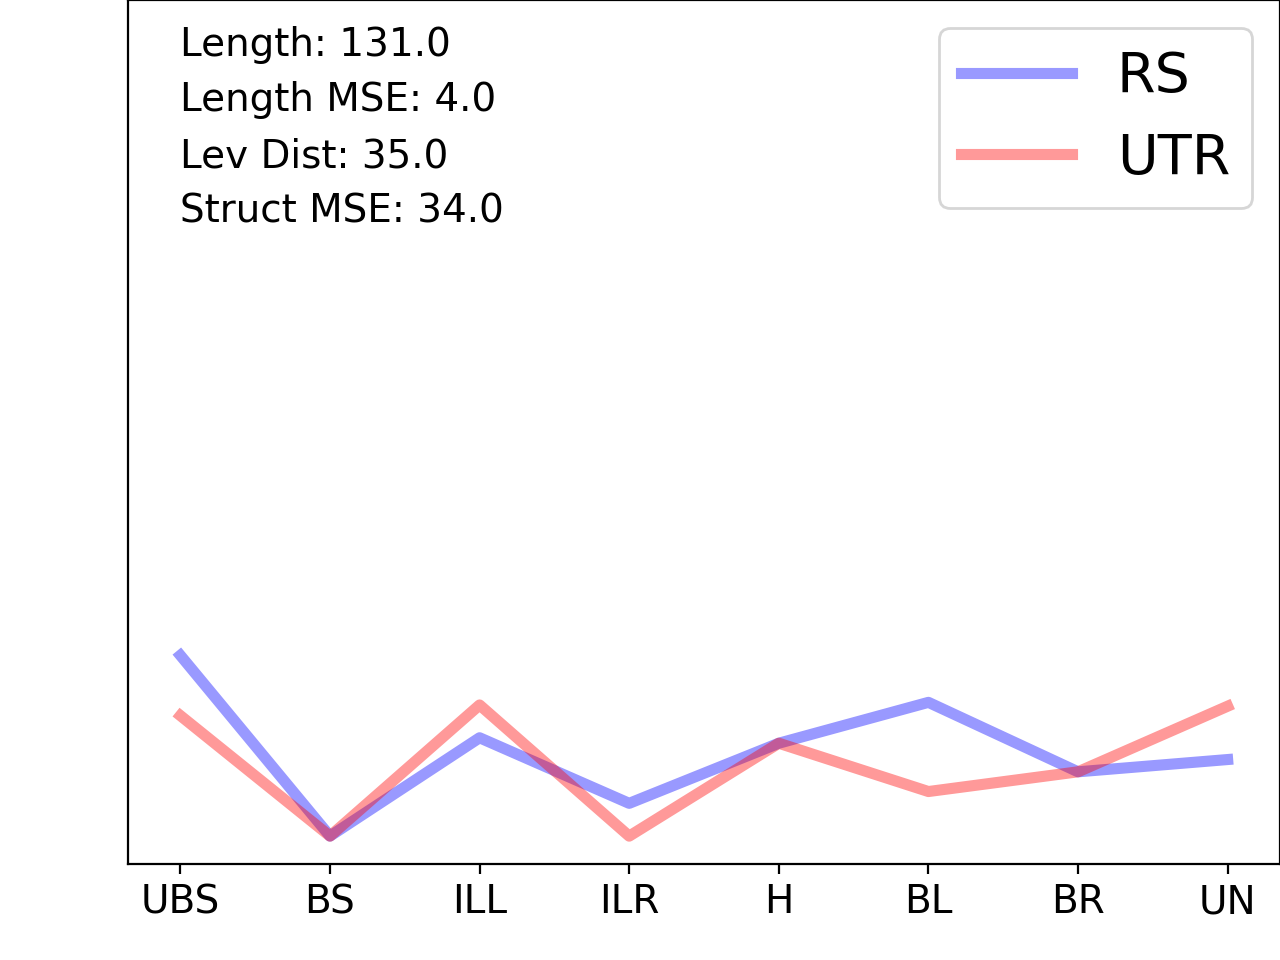 Length: 131.0
Length MSE: 4.0
Lev Dist: 35.0
Struct MSE: 34.0
RS
UTR
UBS BS ILL ILR H BL BR UN